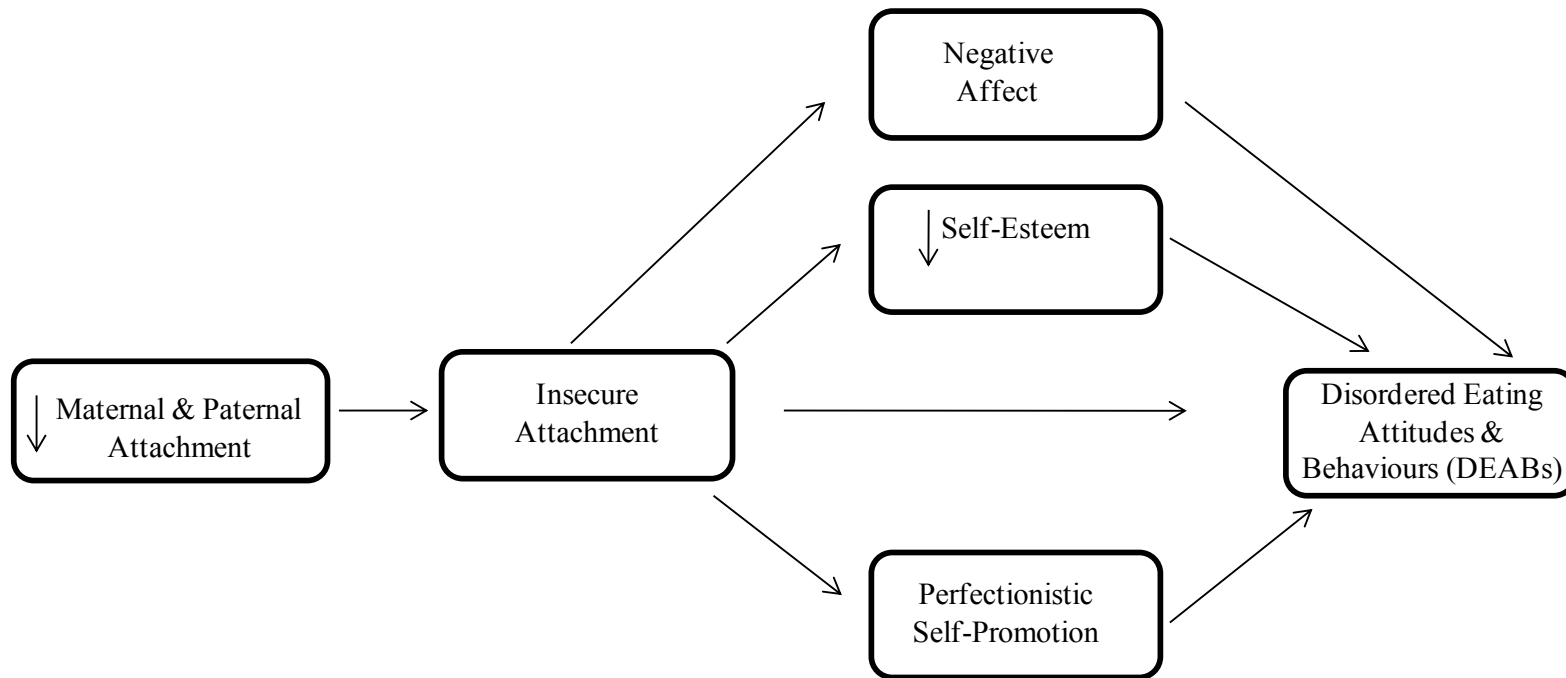 Negative
Affect
Self-Esteem
Maternal & Paternal
Attachment
Insecure
Attachment
Disordered Eating
Attitudes &
Behaviours (DEABs)
Perfectionistic
Self-Promotion